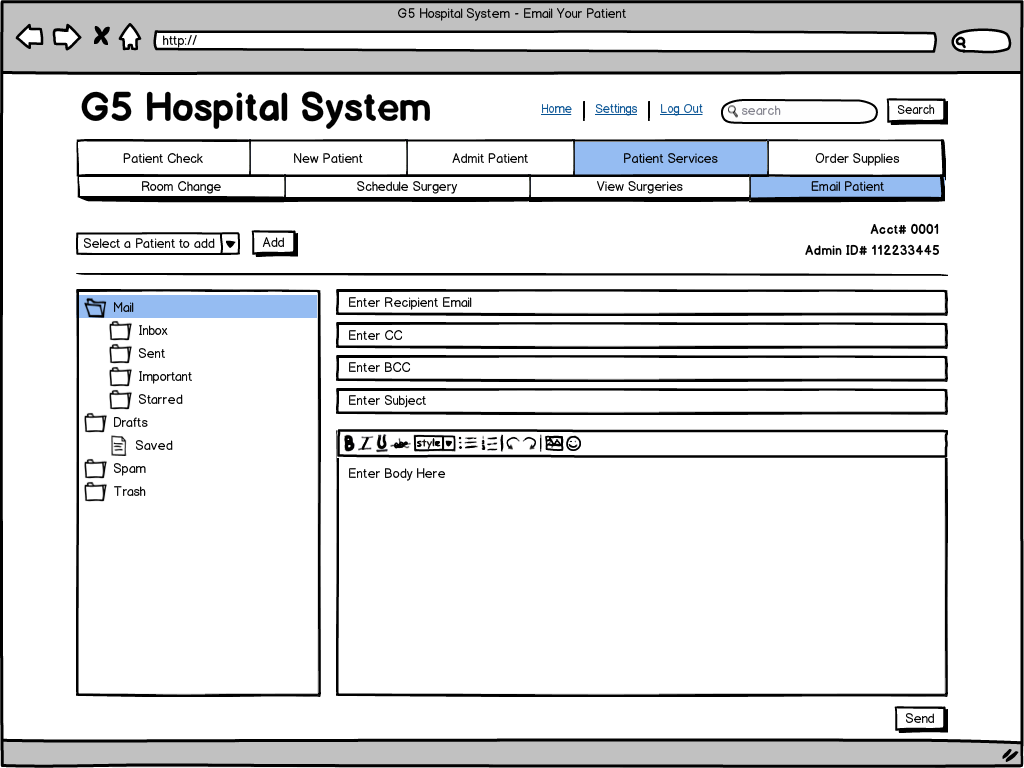 G5 Hospital System - Email Your Patient
http://
G5 Hospital System
Home Settings Log Out search Search
Patient Check New Patient Admit Patient Patient Services Order Supplies
Room Change Schedule Surgery View Surgeries Email Patient
Acct# 0001
Select a Patient to add Add
Admin ID# 112233445
Mail
Inbox
Sent
Important
Starred
Drafts
Saved
Spam
Trash
Enter Recipient Email
Enter CC
Enter BCC
Enter Subject
B I U abc style
Enter Body Here
Send